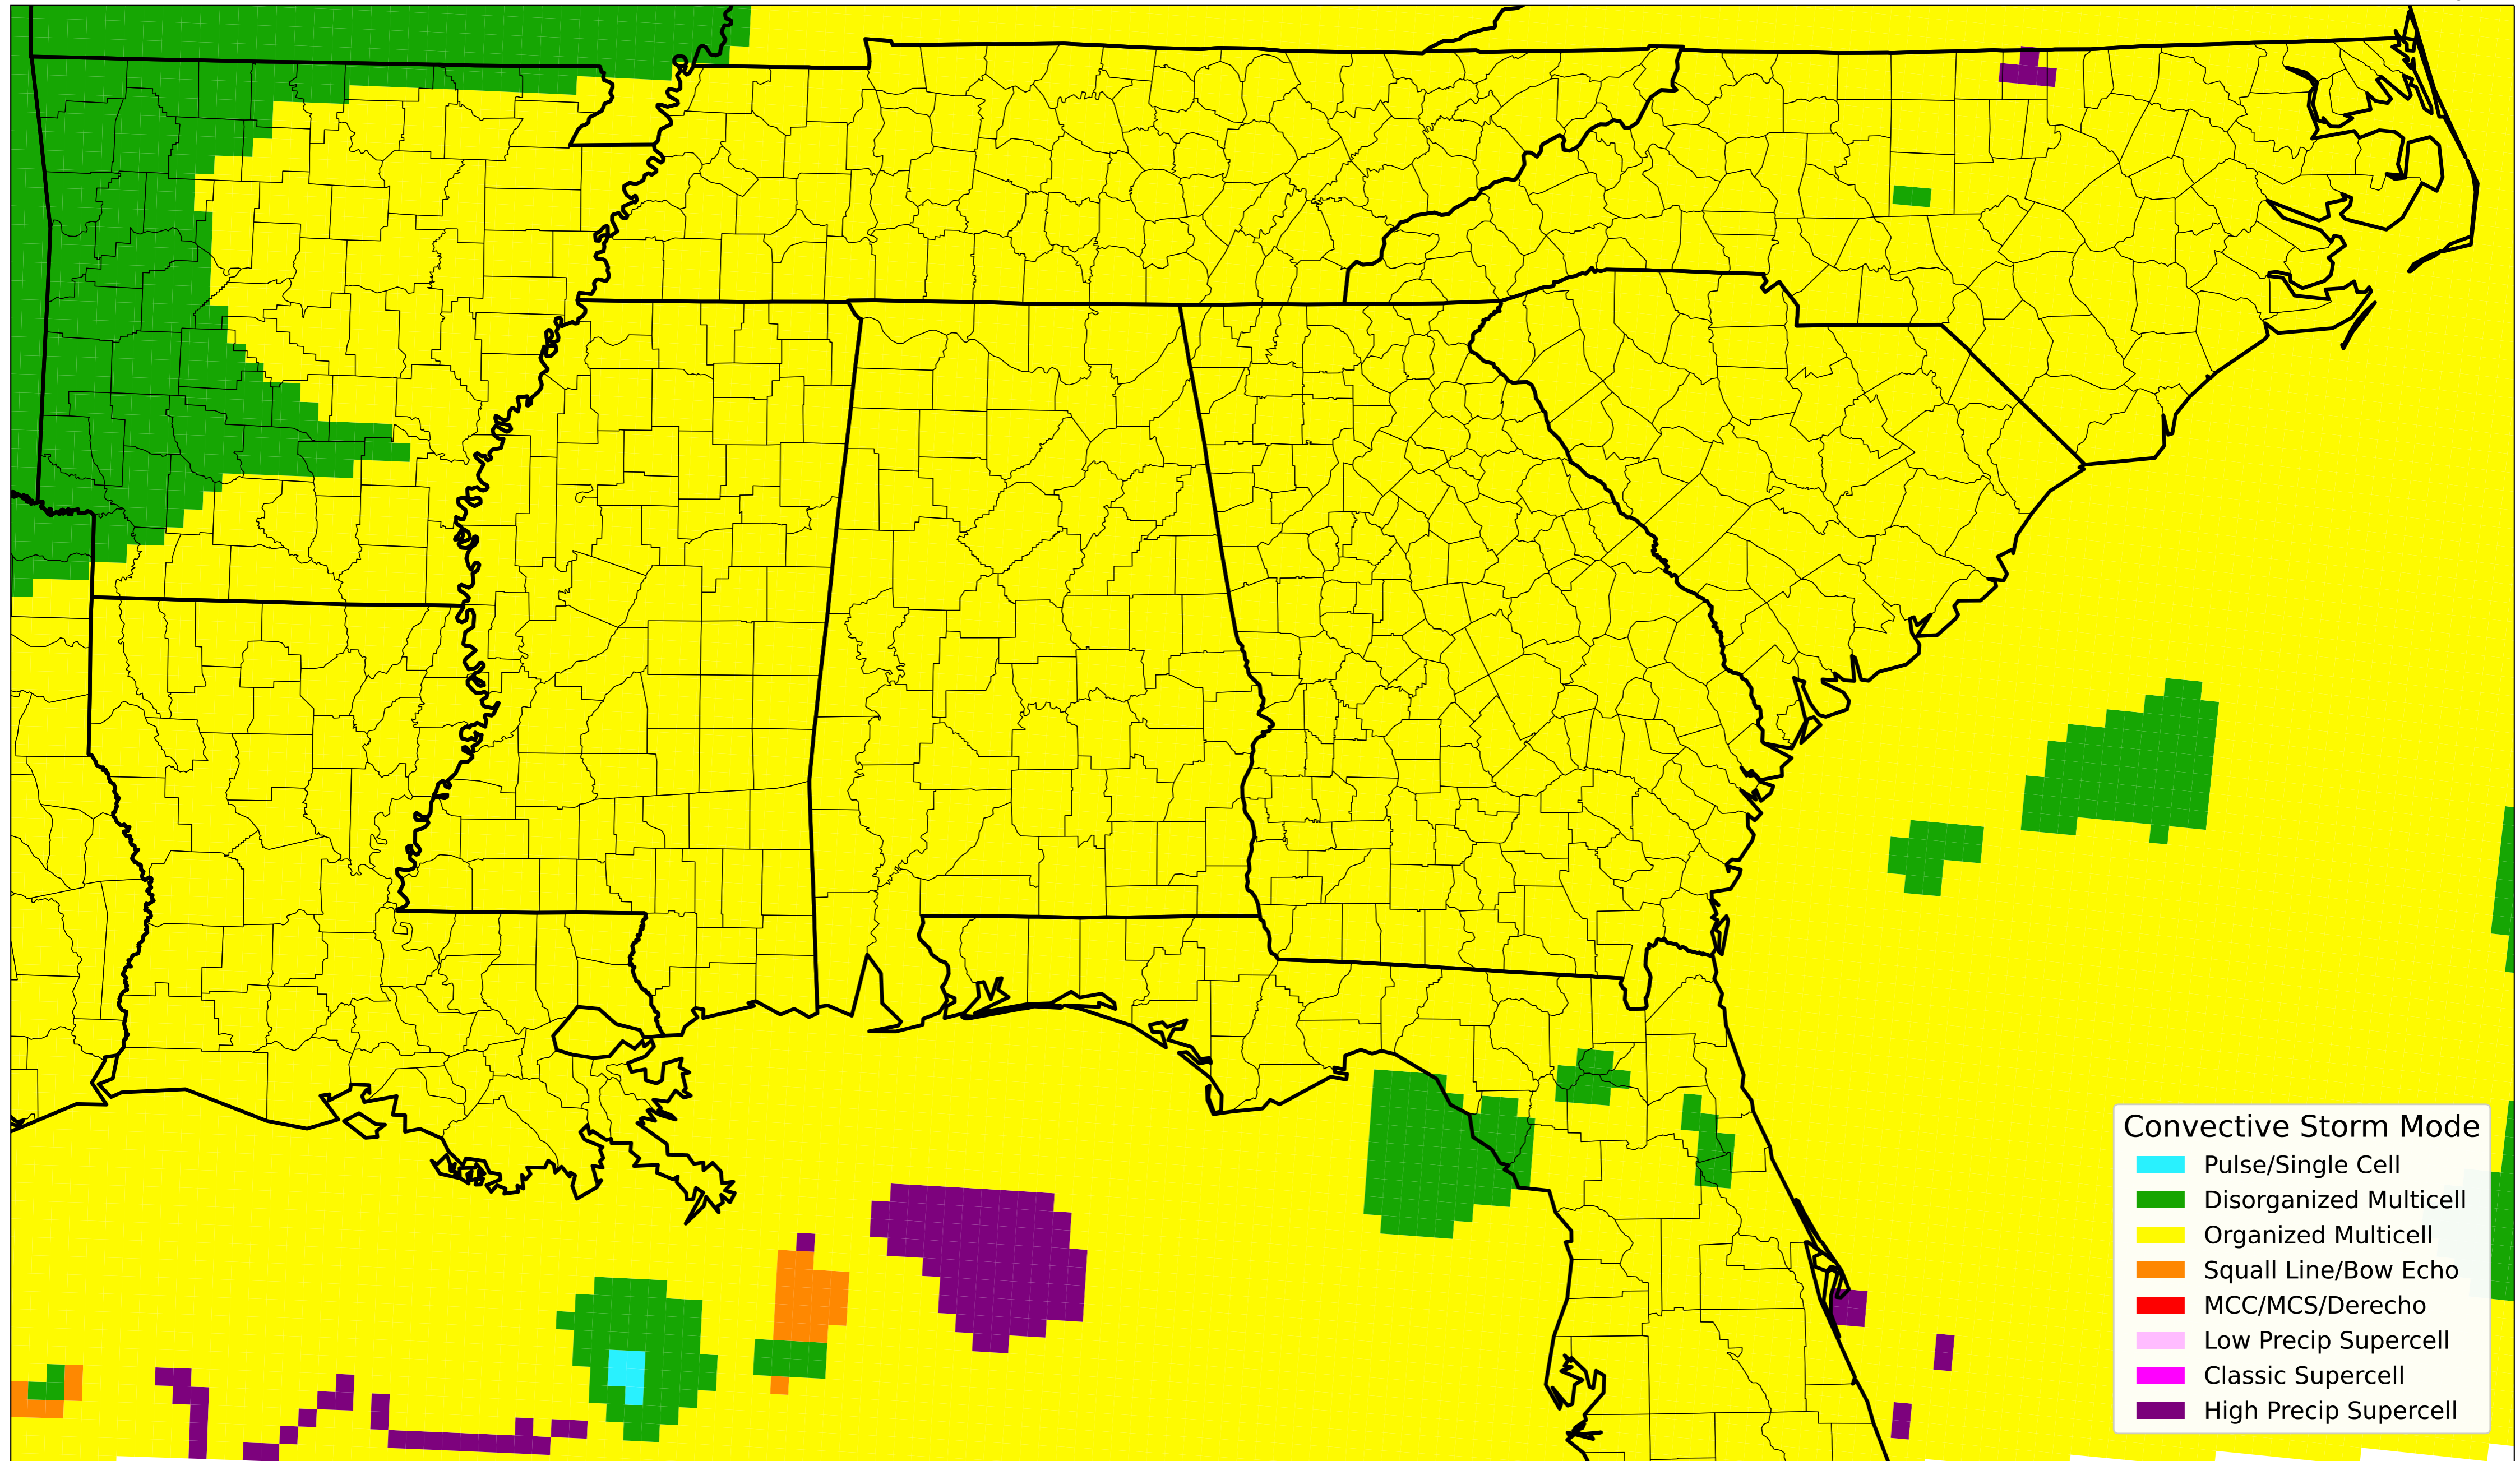 Convective Storm Mode
Pulse/Single Cell
Disorganized Multicell
Organized Multicell
Squall Line/Bow Echo
MCC/MCS/Derecho
Low Precip Supercell
Classic Supercell
High Precip Supercell